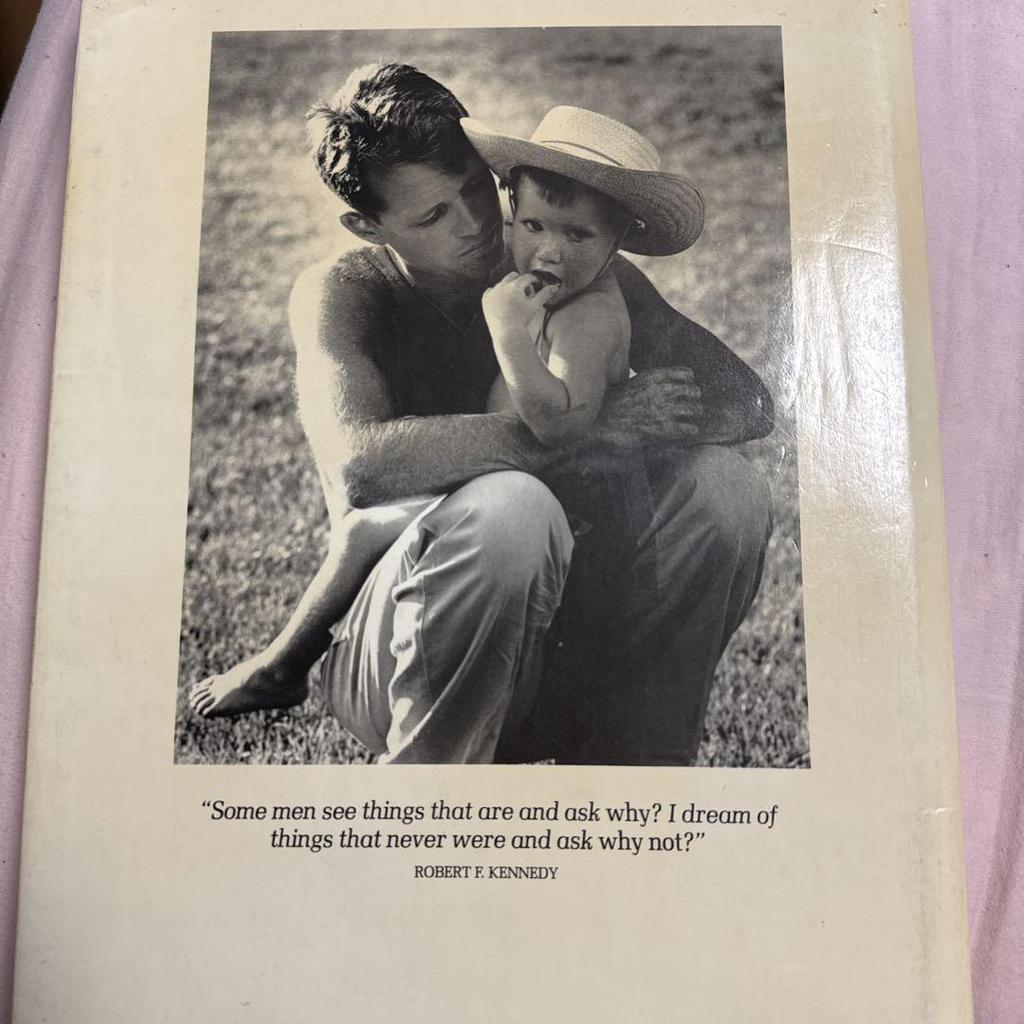 “Some men see things that are and ask why? I dream of
things that never were and ask why not?”
ROBERT F. KENNEDY